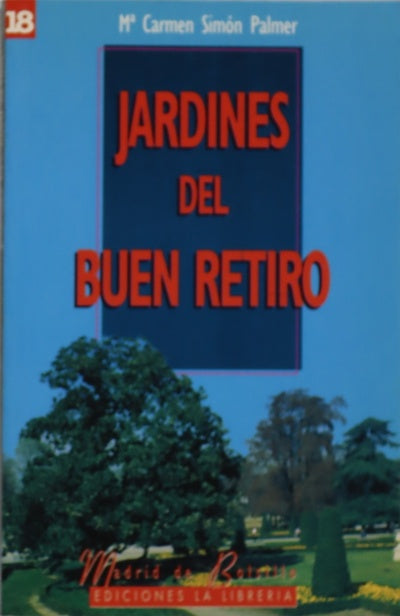 18
Mª Carmen Simón Palmer
JARDINES
DEL
BUEN RETIRO
Madrid de Bolsillo
EDICIONES LA LIBRERIA